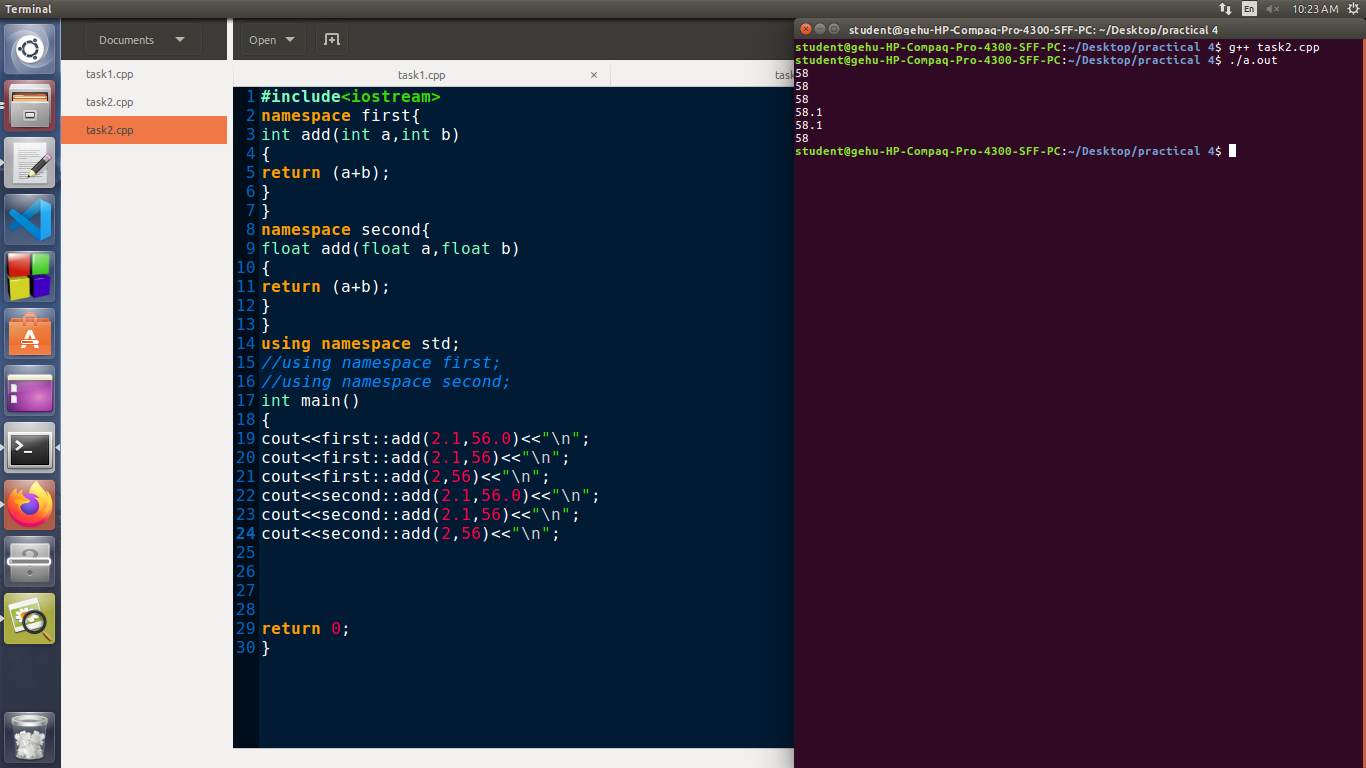 Terminal
En
10:23 AM
Documents
Open
task1.cpp
task2.cpp
task2.cpp
task1.cpp ×
#include<iostream>
1
2 namespace first{
3 int add(int a,int b)
4 {
5 return (a+b);
6 }
7 }
8 namespace second{
9 float add(float a,float b)
10 {
11 return (a+b);
12 }
13 }
14 using namespace std;
15 //using namespace first;
16 //using namespace second;
17 int main()
18 {
19 cout<<first::add(2.1,56.0)<<"\n";
20 cout<<first::add(2.1,56)<<"\n";
21 cout<<first::add(2,56)<<"\n";
22 cout<<second::add(2.1,56.0)<<"\n";
23 cout<<second::add(2.1,56)<<"\n";
24 cout<<second::add(2,56)<<"\n";
25
26
27
28
29 return 0;
30 }
student@gehu-HP-Compaq-Pro-4300-SFF-PC: ~/Desktop/practical 4
student@gehu-HP-Compaq-Pro-4300-SFF-PC:~/Desktop/practical 4$ g++ task2.cpp
student@gehu-HP-Compaq-Pro-4300-SFF-PC:~/Desktop/practical 4$ ./a.out
58
58
58
58.1
58.1
58
student@gehu-HP-Compaq-Pro-4300-SFF-PC:~/Desktop/practical 4$